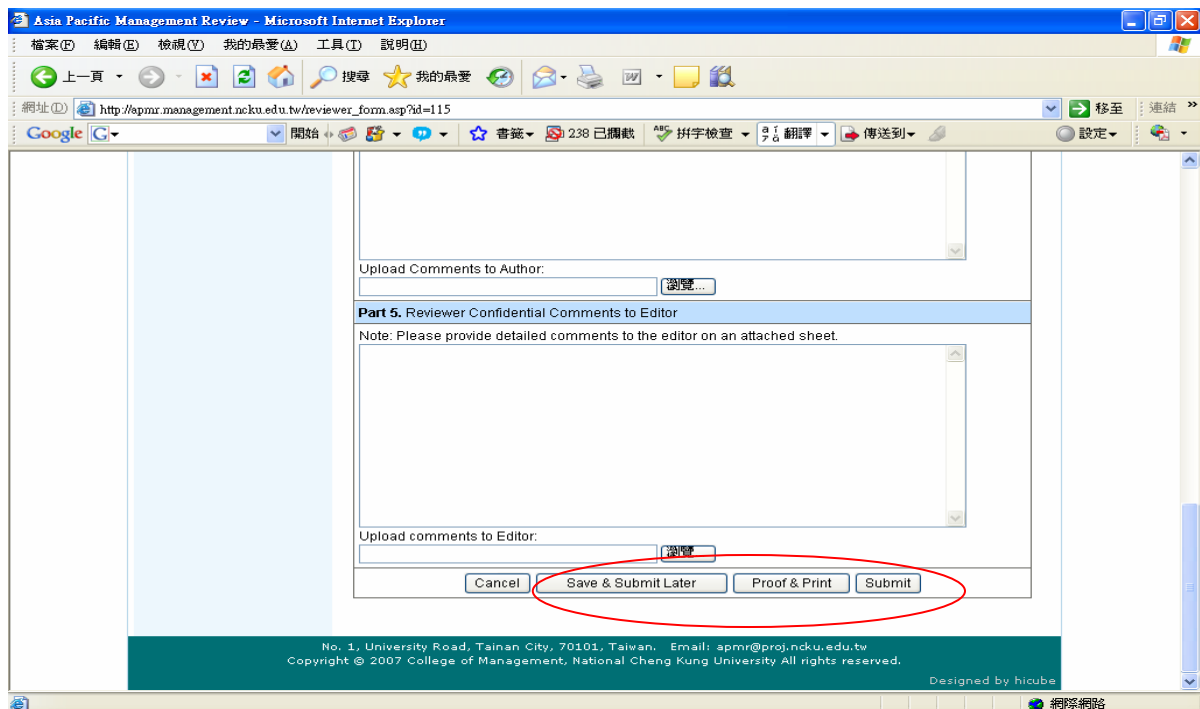 Asia Pacific Management Review - Microsoft Internet Explorer
檔案(F) 編輯(E) 檢視(V) 我的最愛(A) 工具(T) 說明(H)
上一頁 搜尋 我的最愛
網址(D) http://apmr.management.ncku.edu.tw/reviewer_form.asp?id=115 移至 連結 »
Google G 開始 書籤 238 已攔截 ABC 拼字檢查 翻譯 傳送到 設定
Upload Comments to Author:
瀏覽...
Part 5. Reviewer Confidential Comments to Editor
Note: Please provide detailed comments to the editor on an attached sheet.
Upload comments to Editor:
瀏覽...
Cancel Save & Submit Later Proof & Print Submit
No. 1, University Road, Tainan City, 70101, Taiwan. Email: apmr@proj.ncku.edu.tw
Copyright © 2007 College of Management, National Cheng Kung University All rights reserved.
Designed by hicube
網際網路